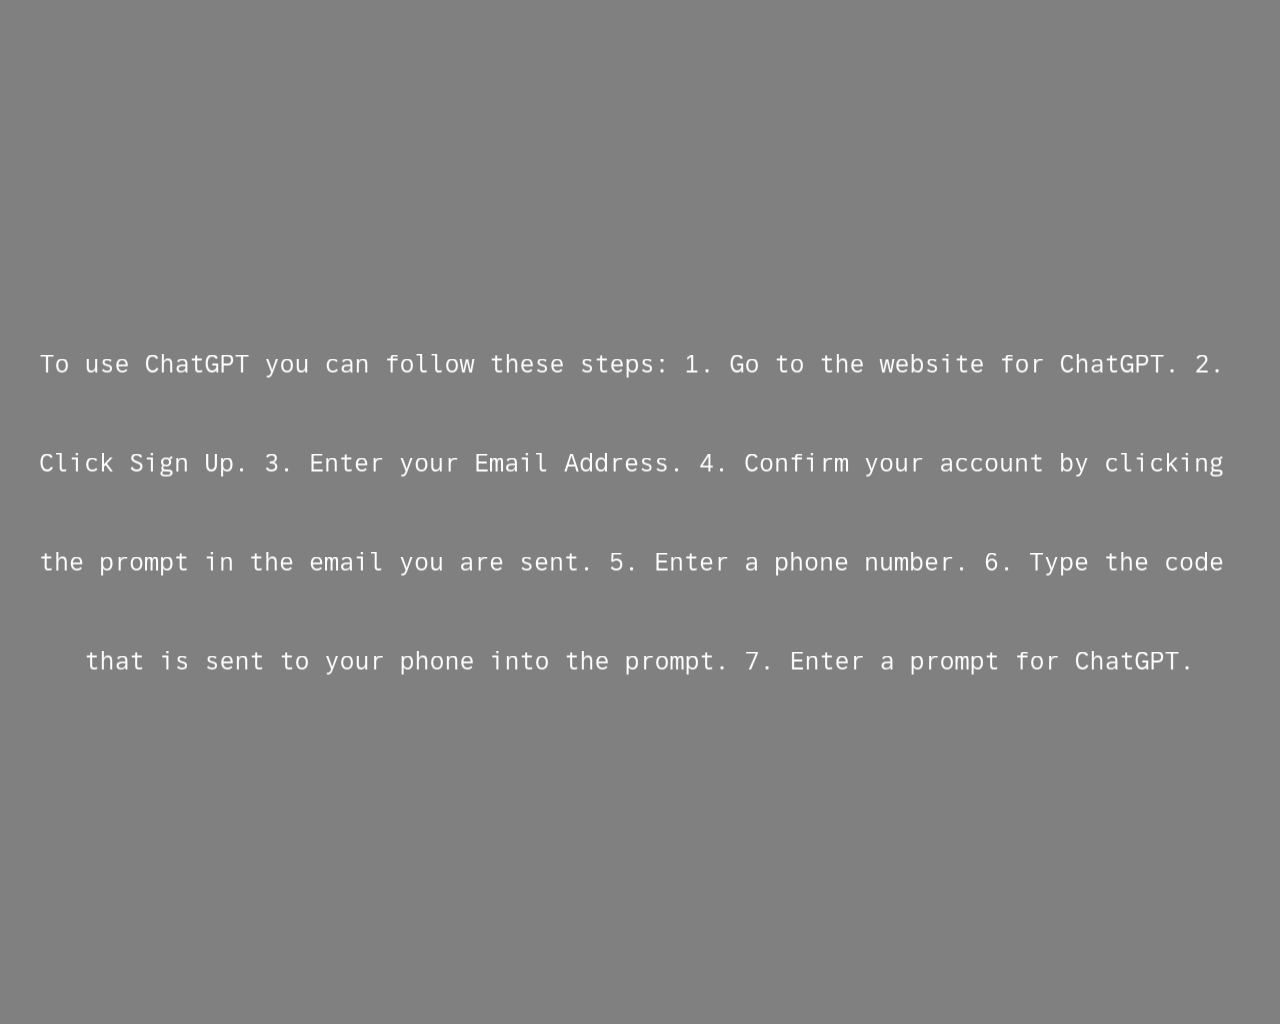 To use ChatGPT you can follow these steps: 1. Go to the website for ChatGPT. 2.
Click Sign Up. 3. Enter your Email Address. 4. Confirm your account by clicking
the prompt in the email you are sent. 5. Enter a phone number. 6. Type the code
that is sent to your phone into the prompt. 7. Enter a prompt for ChatGPT.